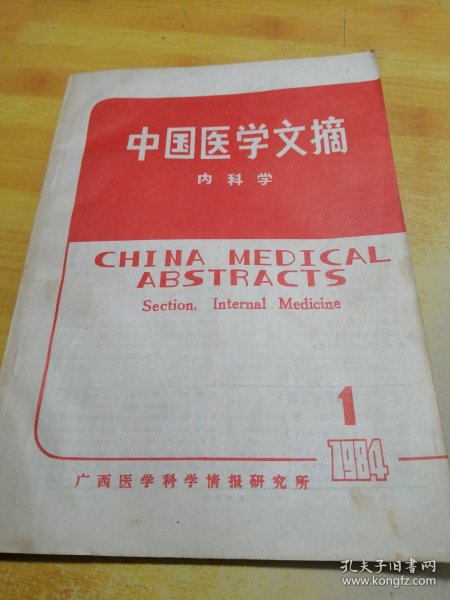 中国医学文摘
内科学
CHINA MEDICAL
ABSTRACTS
Section: Internal Medicine
1
1984
广西医学科学情报研究所
孔夫子旧书网
www.kongfz.com